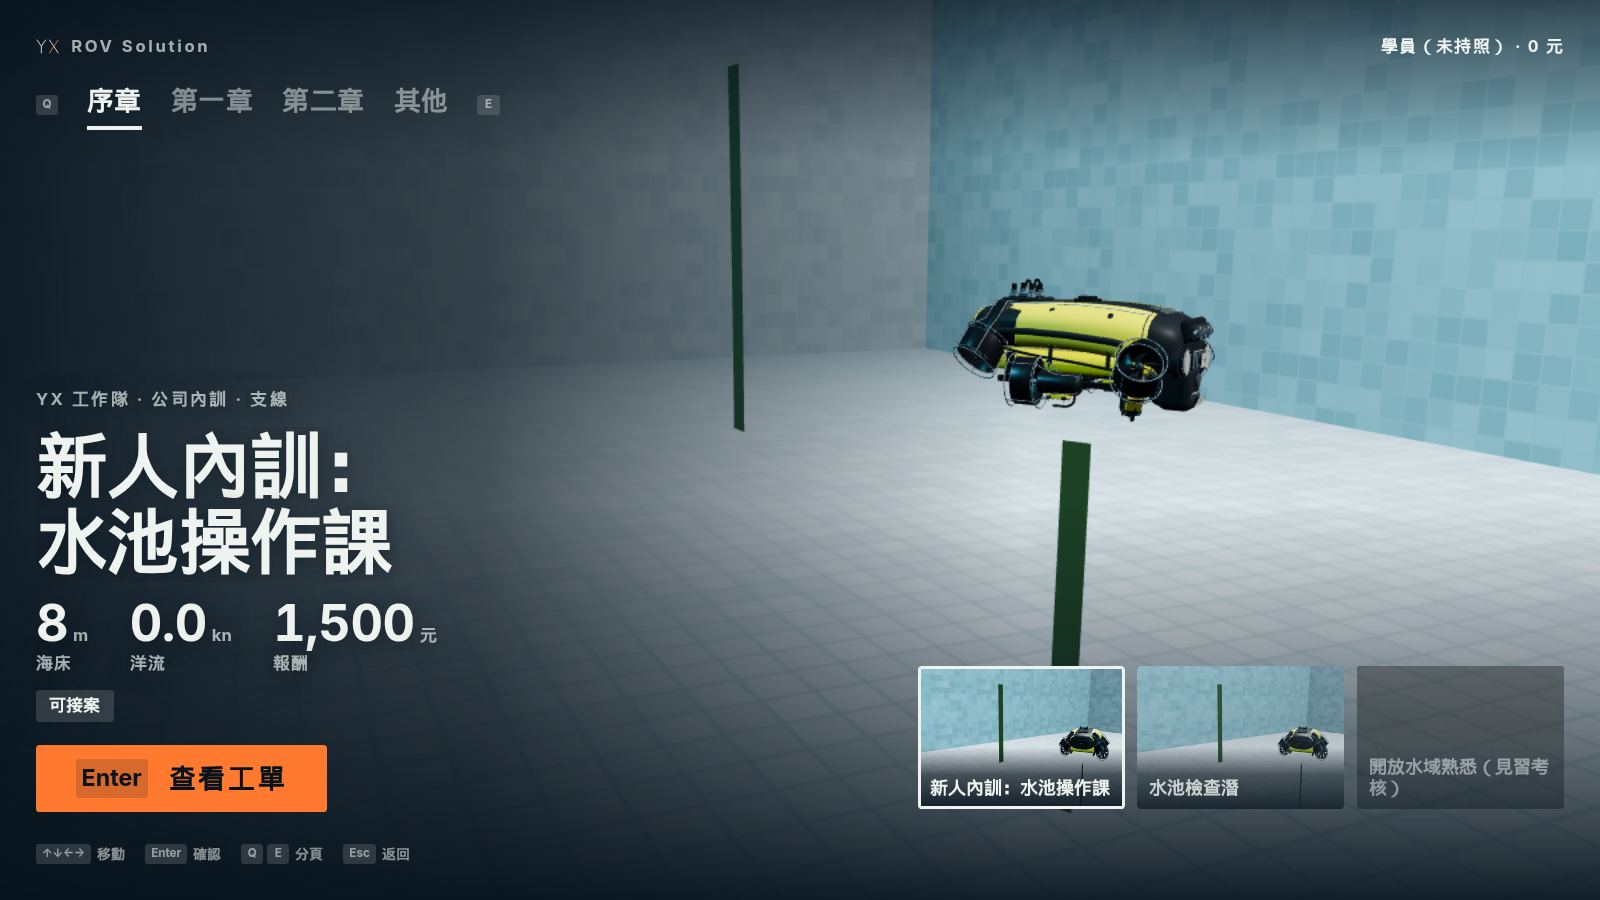 YX ROV Solution
學員（未持照）· 0 元
Q 序章 第一章 第二章 其他 E
YX 工作隊 · 公司內訓 · 支線
新人內訓：
水池操作課
8 m 0.0 kn 1,500 元
海床 洋流 報酬
可接案
Enter 查看工單
新人內訓：水池操作課
水池檢查潛
開放水域熟悉（見習考
核）
↑↓←→ 移動 Enter 確認 Q E 分頁 Esc 返回